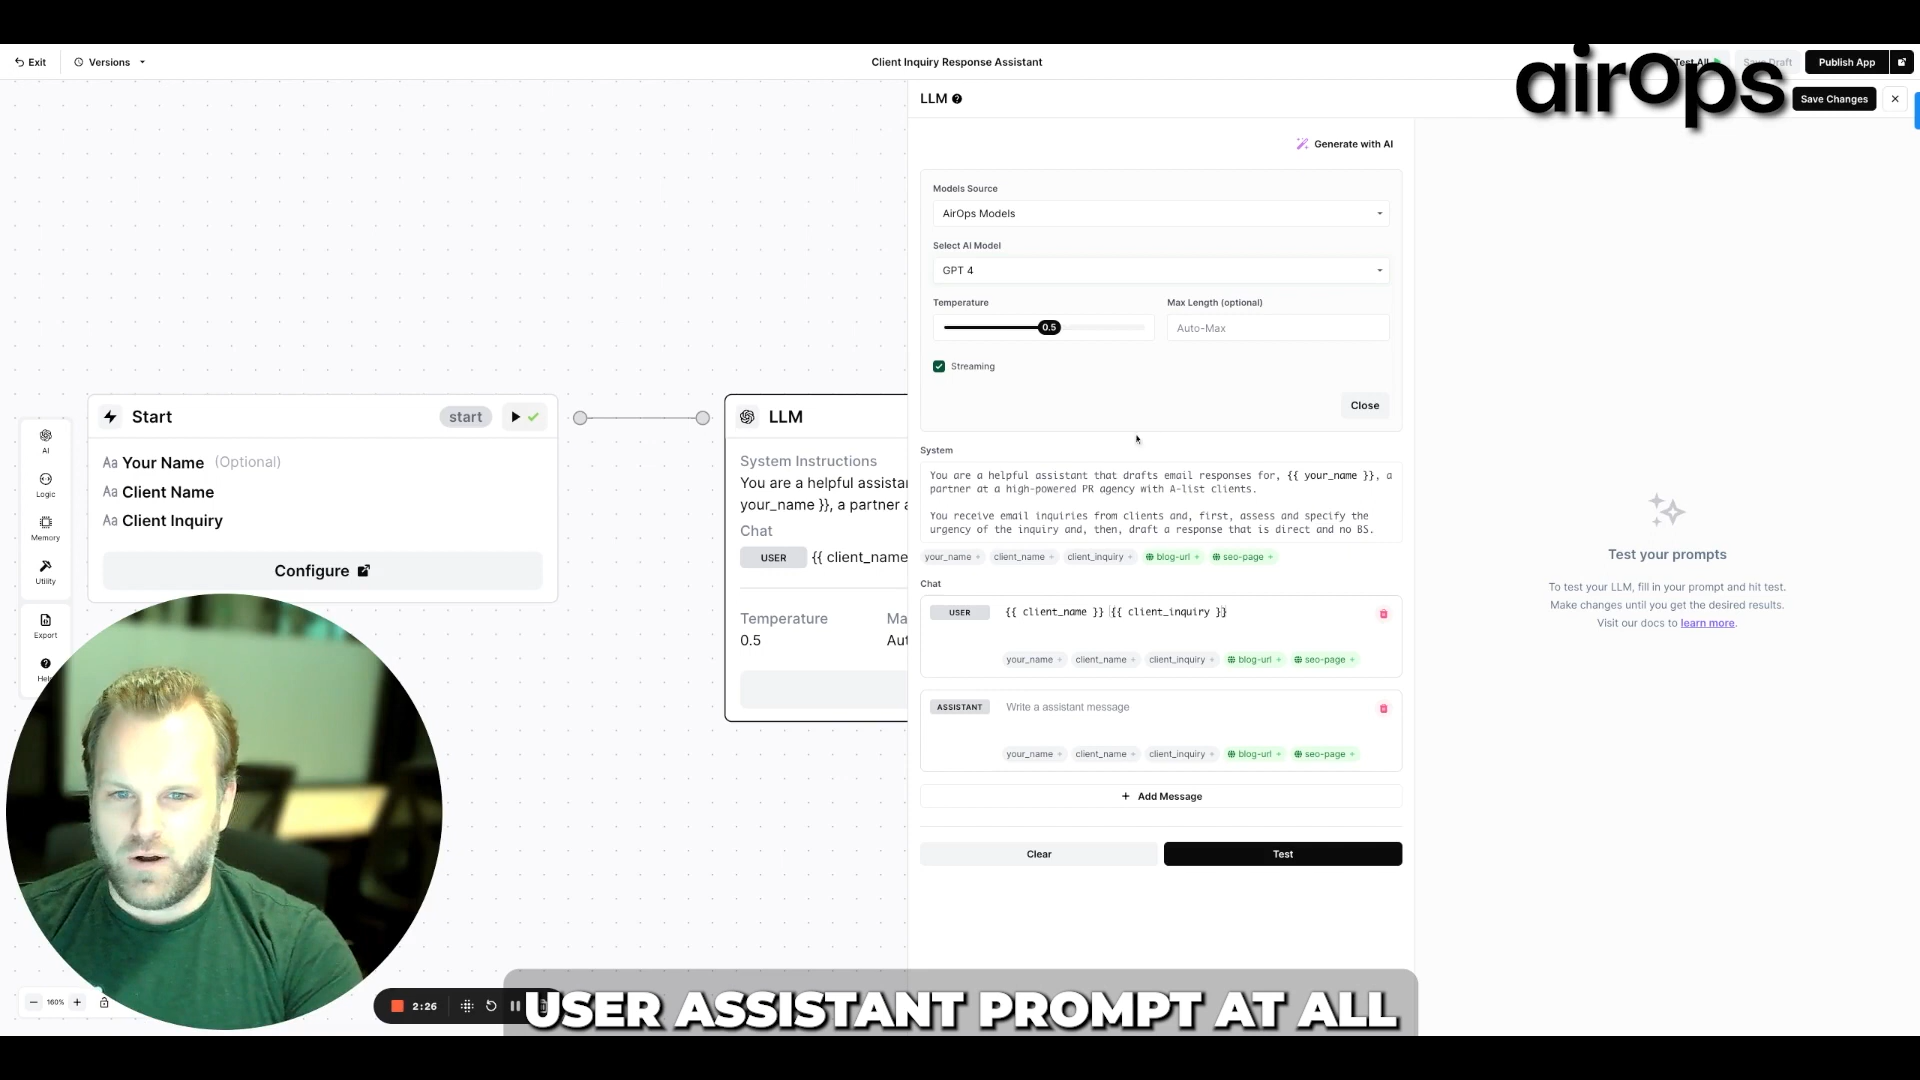 Exit
Versions
Client Inquiry Response Assistant
Test All
Save Draft
Publish App
airops
LLM
Save Changes
Generate with AI
Models Source
AirOps Models
Select AI Model
GPT 4
Temperature
Max Length (optional)
0.5
Auto-Max
Streaming
Close
Start
start
Aa Your Name (Optional)
Aa Client Name
Aa Client Inquiry
Configure
LLM
System Instructions
You are a helpful assistar
your_name }}, a partner a
Chat
USER {{ client_name
Temperature Ma
0.5 Aut
AI
Logic
Memory
Utility
Export
Help
System
You are a helpful assistant that drafts email responses for, {{ your_name }}, a
partner at a high-powered PR agency with A-list clients.
You receive email inquiries from clients and, first, assess and specify the
urgency of the inquiry and, then, draft a response that is direct and no BS.
your_name + client_name + client_inquiry + blog-url + seo-page +
Chat
USER {{ client_name }} {{ client_inquiry }}
your_name + client_name + client_inquiry + blog-url + seo-page +
ASSISTANT Write a assistant message
your_name + client_name + client_inquiry + blog-url + seo-page +
+ Add Message
Clear
Test
Test your prompts
To test your LLM, fill in your prompt and hit test.
Make changes until you get the desired results.
Visit our docs to learn more.
160%
2:26
USER ASSISTANT PROMPT AT ALL